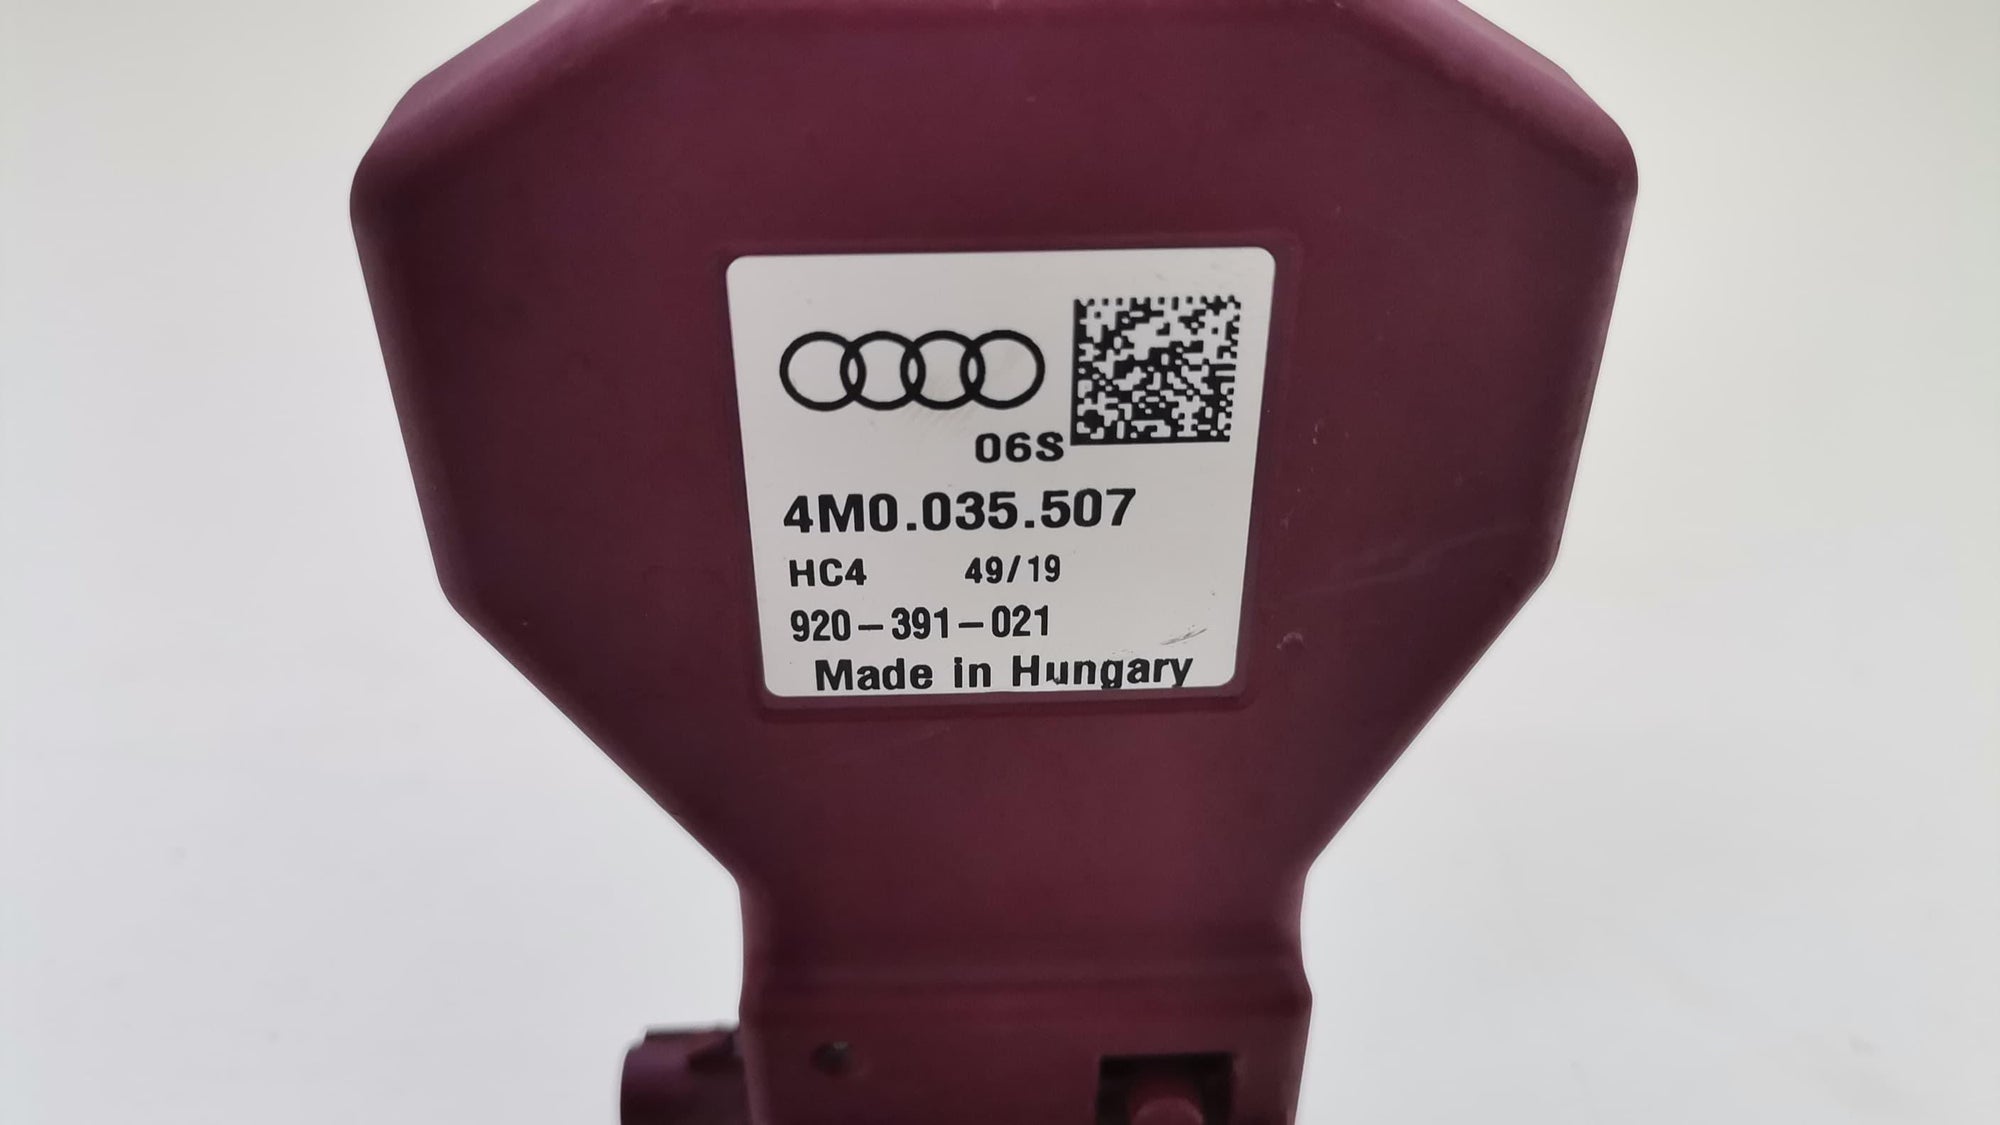 06S
4M0.035.507
HC4 49/19
920-391-021
Made in Hungary